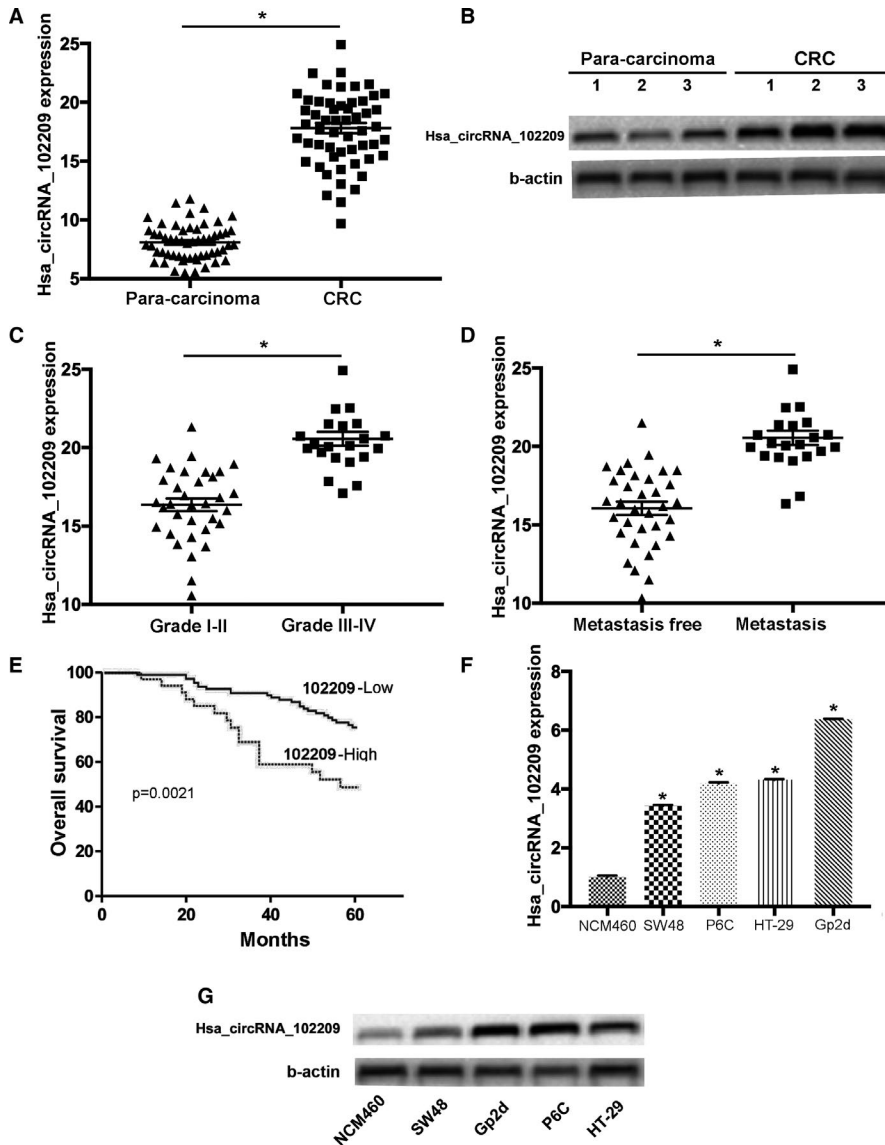 A
*
Hsa_circRNA_102209 expression
25
20
15
10
5
Para-carcinoma
CRC
B
Para-carcinoma
CRC
1 2 3 1 2 3
Hsa_circRNA_102209
b-actin
C
*
Hsa_circRNA_102209 expression
25
20
15
10
Grade I-II
Grade III-IV
D
*
Hsa_circRNA_102209 expression
25
20
15
10
Metastasis free
Metastasis
E
Overall survival
100
80
60
40
20
0
102209-Low
102209-High
p=0.0021
0 20 40 60
Months
F
Hsa_circRNA_102209 expression
8
6
4
2
0
* * * *
NCM460 SW48 P6C HT-29 Gp2d
G
Hsa_circRNA_102209
b-actin
NCM460 SW48 Gp2d P6C HT-29